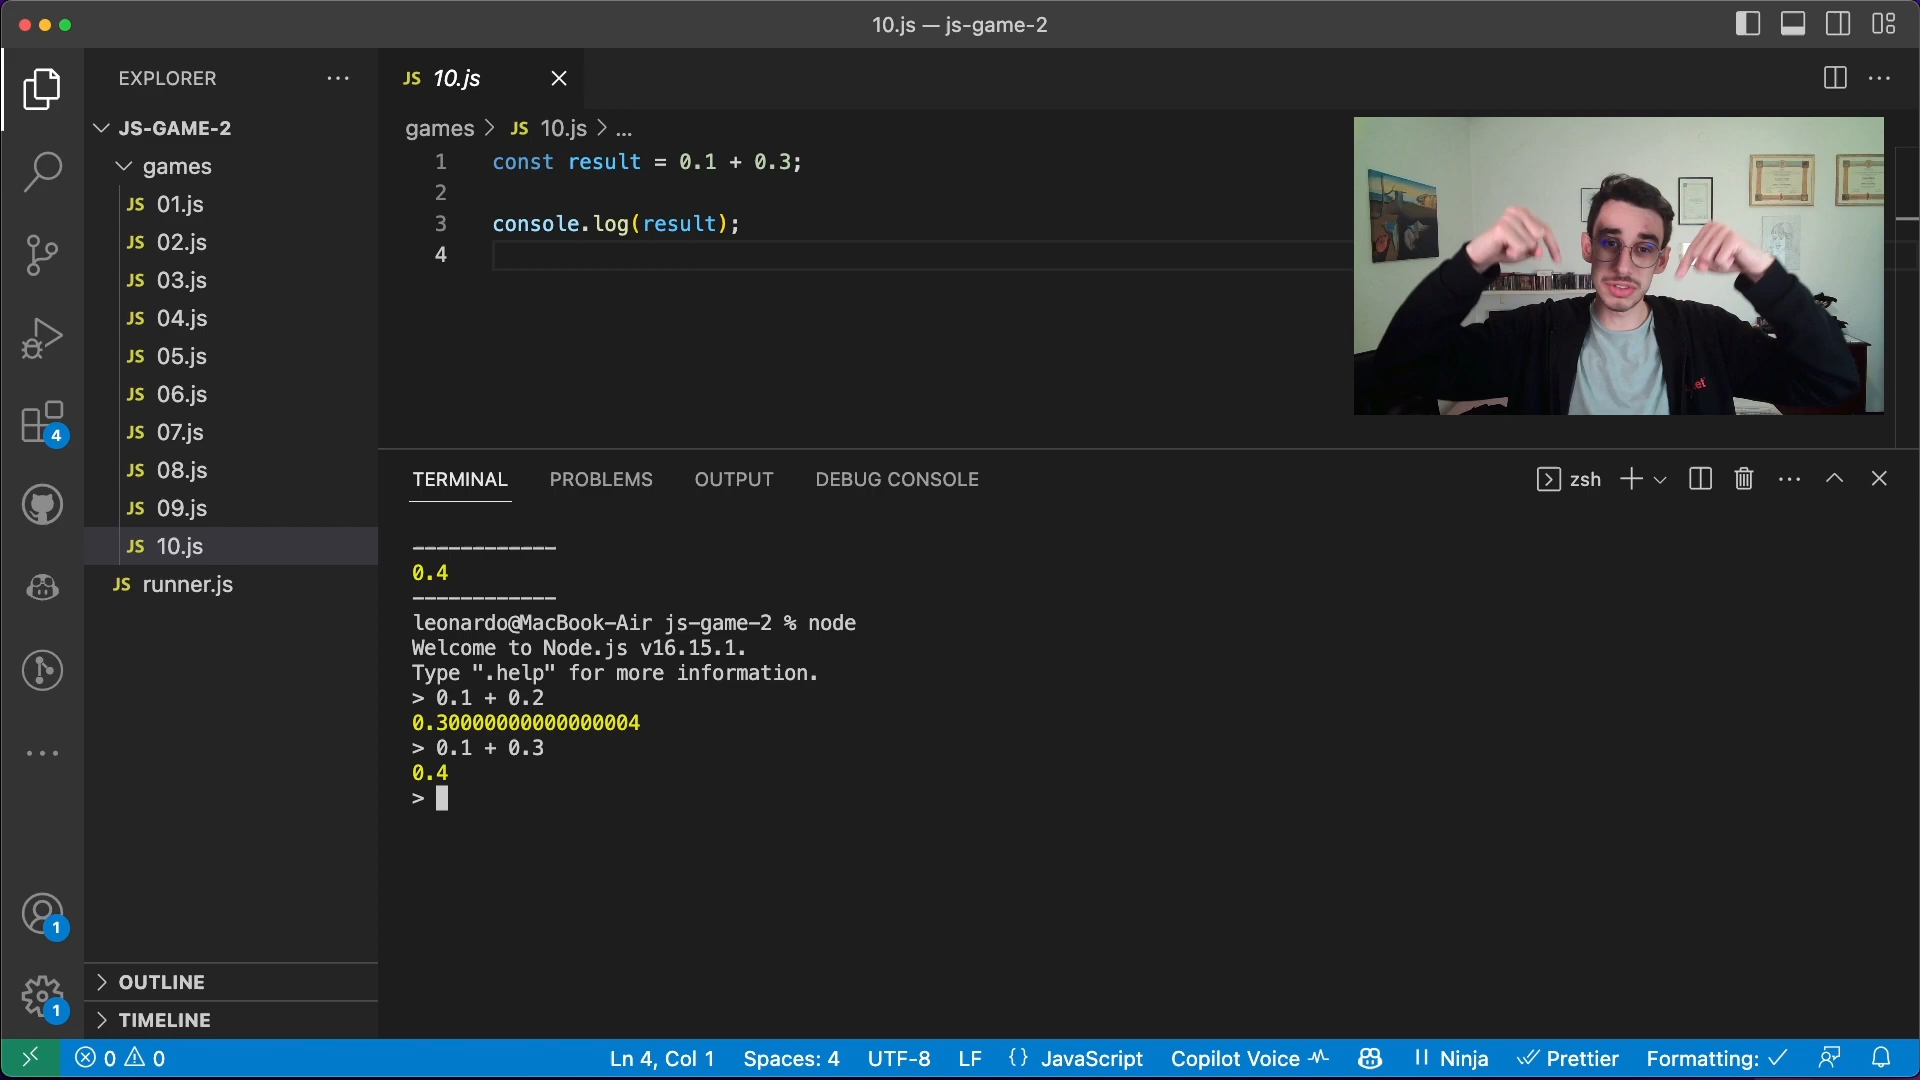 10.js — js-game-2
EXPLORER
JS 10.js
JS-GAME-2
games
JS 01.js
JS 02.js
JS 03.js
JS 04.js
JS 05.js
JS 06.js
JS 07.js
JS 08.js
JS 09.js
JS 10.js
JS runner.js
OUTLINE
TIMELINE
4
1
1
games > JS 10.js > ...
1 const result = 0.1 + 0.3;
2
3 console.log(result);
4
TERMINAL PROBLEMS OUTPUT DEBUG CONSOLE
zsh
------------
0.4
------------
leonardo@MacBook-Air js-game-2 % node
Welcome to Node.js v16.15.1.
Type ".help" for more information.
> 0.1 + 0.2
0.30000000000000004
> 0.1 + 0.3
0.4
>
0 0 Ln 4, Col 1 Spaces: 4 UTF-8 LF {} JavaScript Copilot Voice Ninja Prettier Formatting: